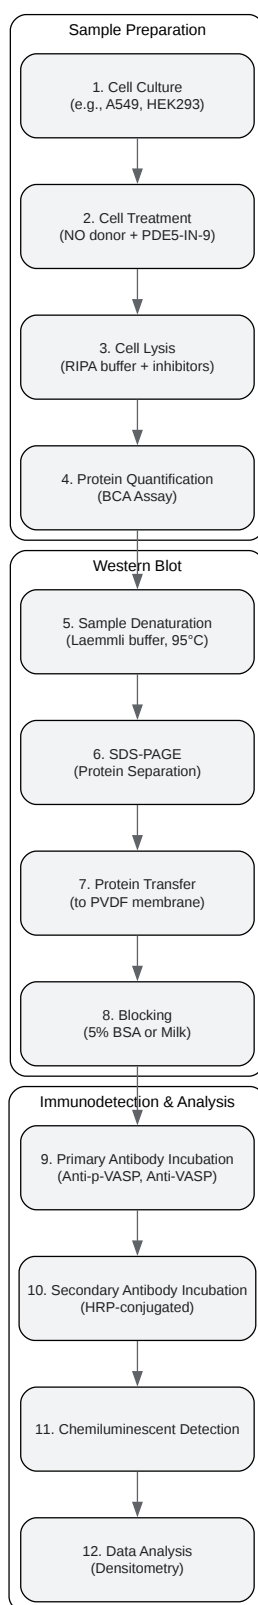 Sample Preparation
1. Cell Culture
(e.g., A549, HEK293)
2. Cell Treatment
(NO donor + PDE5-IN-9)
3. Cell Lysis
(RIPA buffer + inhibitors)
4. Protein Quantification
(BCA Assay)
Western Blot
5. Sample Denaturation
(Laemmli buffer, 95°C)
6. SDS-PAGE
(Protein Separation)
7. Protein Transfer
(to PVDF membrane)
8. Blocking
(5% BSA or Milk)
Immunodetection & Analysis
9. Primary Antibody Incubation
(Anti-p-VASP, Anti-VASP)
10. Secondary Antibody Incubation
(HRP-conjugated)
11. Chemiluminescent Detection
12. Data Analysis
(Densitometry)